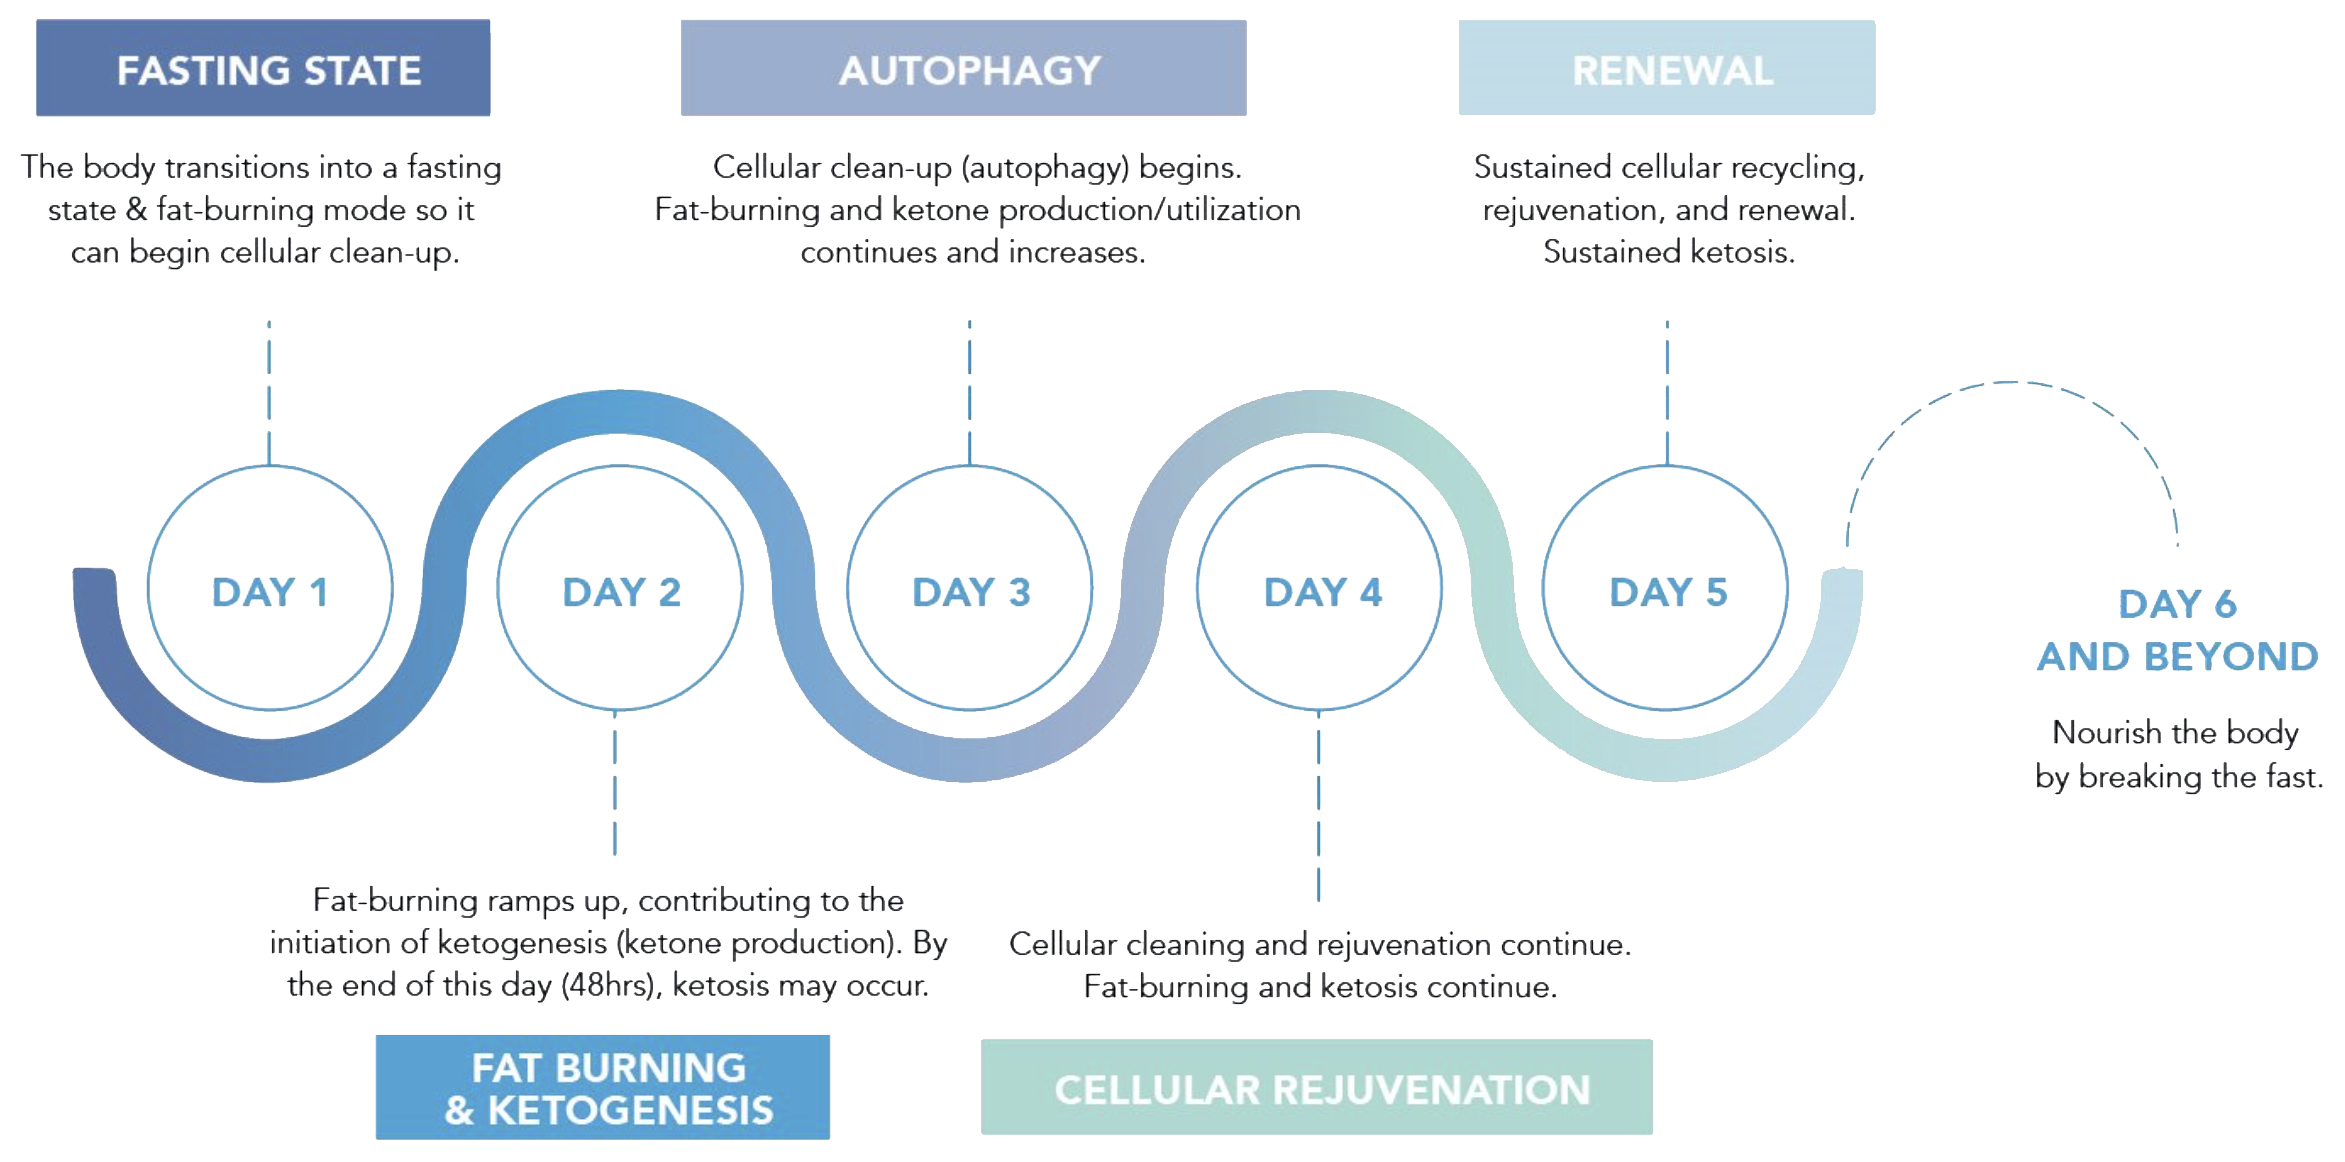 FASTING STATE
The body transitions into a fasting
state & fat-burning mode so it
can begin cellular clean-up.
AUTOPHAGY
Cellular clean-up (autophagy) begins.
Fat-burning and ketone production/utilization
continues and increases.
RENEWAL
Sustained cellular recycling,
rejuvenation, and renewal.
Sustained ketosis.
DAY 1
DAY 2
DAY 3
DAY 4
DAY 5
DAY 6
AND BEYOND
Nourish the body
by breaking the fast.
Fat-burning ramps up, contributing to the
initiation of ketogenesis (ketone production). By
the end of this day (48hrs), ketosis may occur.
FAT BURNING
& KETOGENESIS
Cellular cleaning and rejuvenation continue.
Fat-burning and ketosis continue.
CELLULAR REJUVENATION